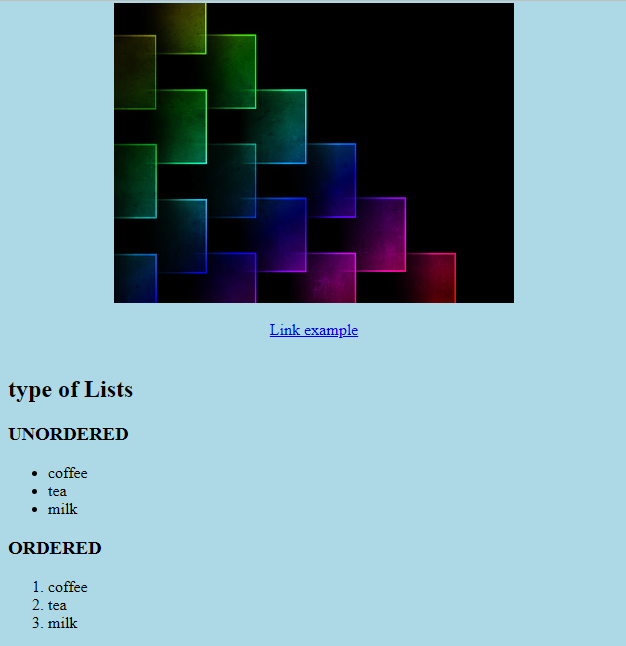 Link example
type of Lists
UNORDERED
• coffee
• tea
• milk
ORDERED
1. coffee
2. tea
3. milk